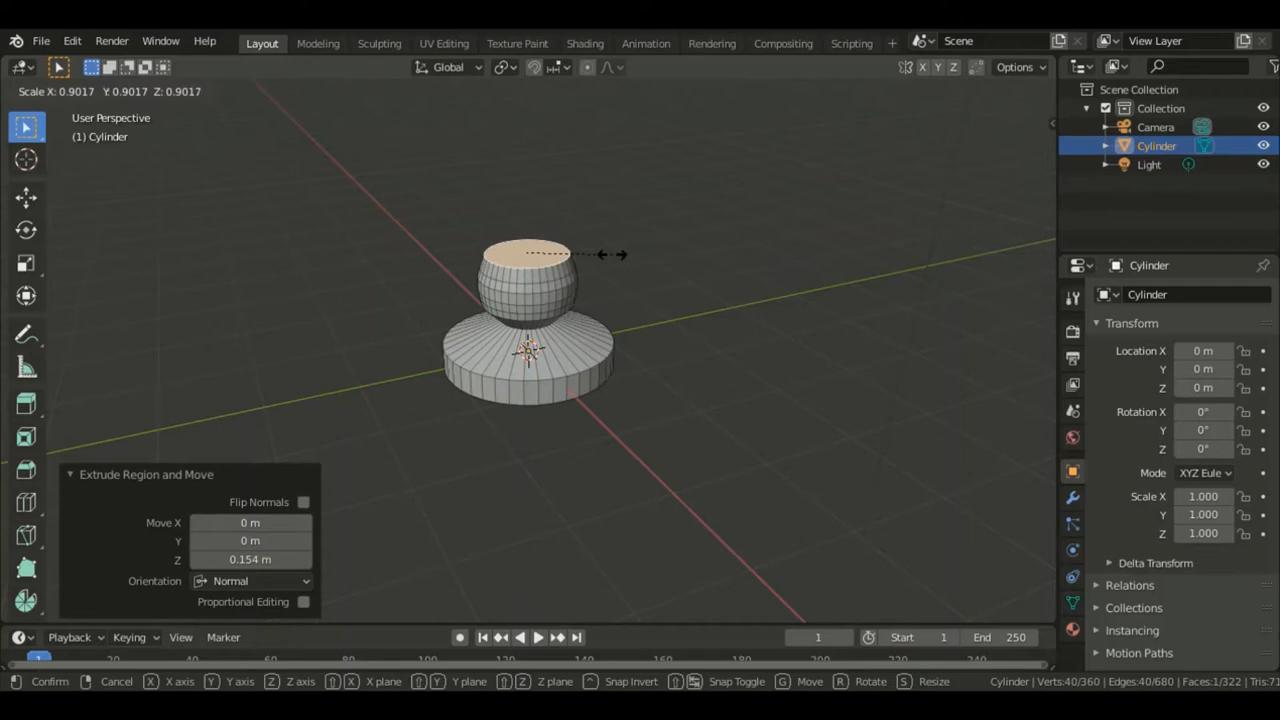 File Edit Render Window Help Layout Modeling Sculpting UV Editing Texture Paint Shading Animation Rendering Compositing Scripting + Scene View Layer
Global X Y Z Options
Scale X: 0.9017 Y: 0.9017 Z: 0.9017
User Perspective
(1) Cylinder
Scene Collection
Collection
Camera
Cylinder
Light
Cylinder
Cylinder
Transform
Location X 0 m
Y 0 m
Z 0 m
Rotation X 0°
Y 0°
Z 0°
Mode XYZ Eule
Scale X 1.000
Y 1.000
Z 1.000
Delta Transform
Relations
Collections
Instancing
Motion Paths
Extrude Region and Move
Flip Normals
Move X 0 m
Y 0 m
Z 0.154 m
Orientation Normal
Proportional Editing
Playback Keying View Marker 1 Start 1 End 250
1 20 40 60 80 100 120 140 160 180 200 220 240
Confirm Cancel X X axis Y Y axis Z Z axis X X plane Y Y plane Z Z plane Snap Invert Snap Toggle G Move R Rotate S Resize Cylinder | Verts:40/360 | Edges:40/680 | Faces:1/322 | Tris:71